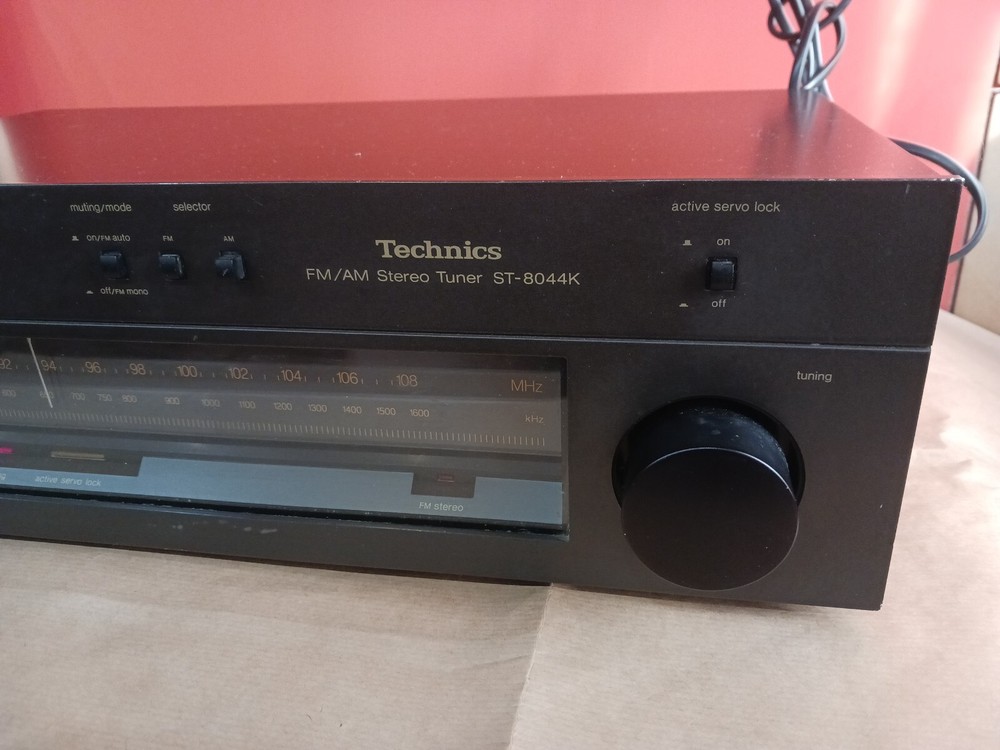 muting/mode selector
active servo lock
on/FM auto FM AM
on
Technics
FM/AM Stereo Tuner ST-8044K
off/FM mono
off
tuning
92 94 96 98 100 102 104 106 108 MHz
700 750 800 900 1000 1100 1200 1300 1400 1500 1600 kHz
active servo lock
FM stereo